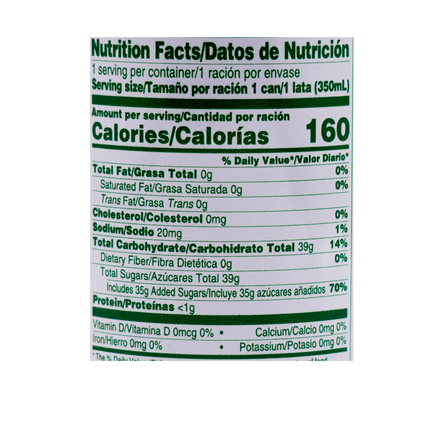 Nutrition Facts/Datos de Nutrición
1 serving per container/1 ración por envase
Serving size/Tamaño por ración 1 can/1 lata (350mL)
Amount per serving/Cantidad por ración
Calories/Calorías 160
% Daily Value*/Valor Diario*
Total Fat/Grasa Total 0g 0%
Saturated Fat/Grasa Saturada 0g 0%
Trans Fat/Grasa Trans 0g
Cholesterol/Colesterol 0mg 0%
Sodium/Sodio 20mg 1%
Total Carbohydrate/Carbohidrato Total 39g 14%
Dietary Fiber/Fibra Dietética 0g 0%
Total Sugars/Azúcares Total 39g
Includes 35g Added Sugars/Incluye 35g azúcares añadidos 70%
Protein/Proteínas <1g
Vitamin D/Vitamina D 0mcg 0% • Calcium/Calcio 0mg 0%
Iron/Hierro 0mg 0% • Potassium/Potasio 0mg 0%
* The % Daily